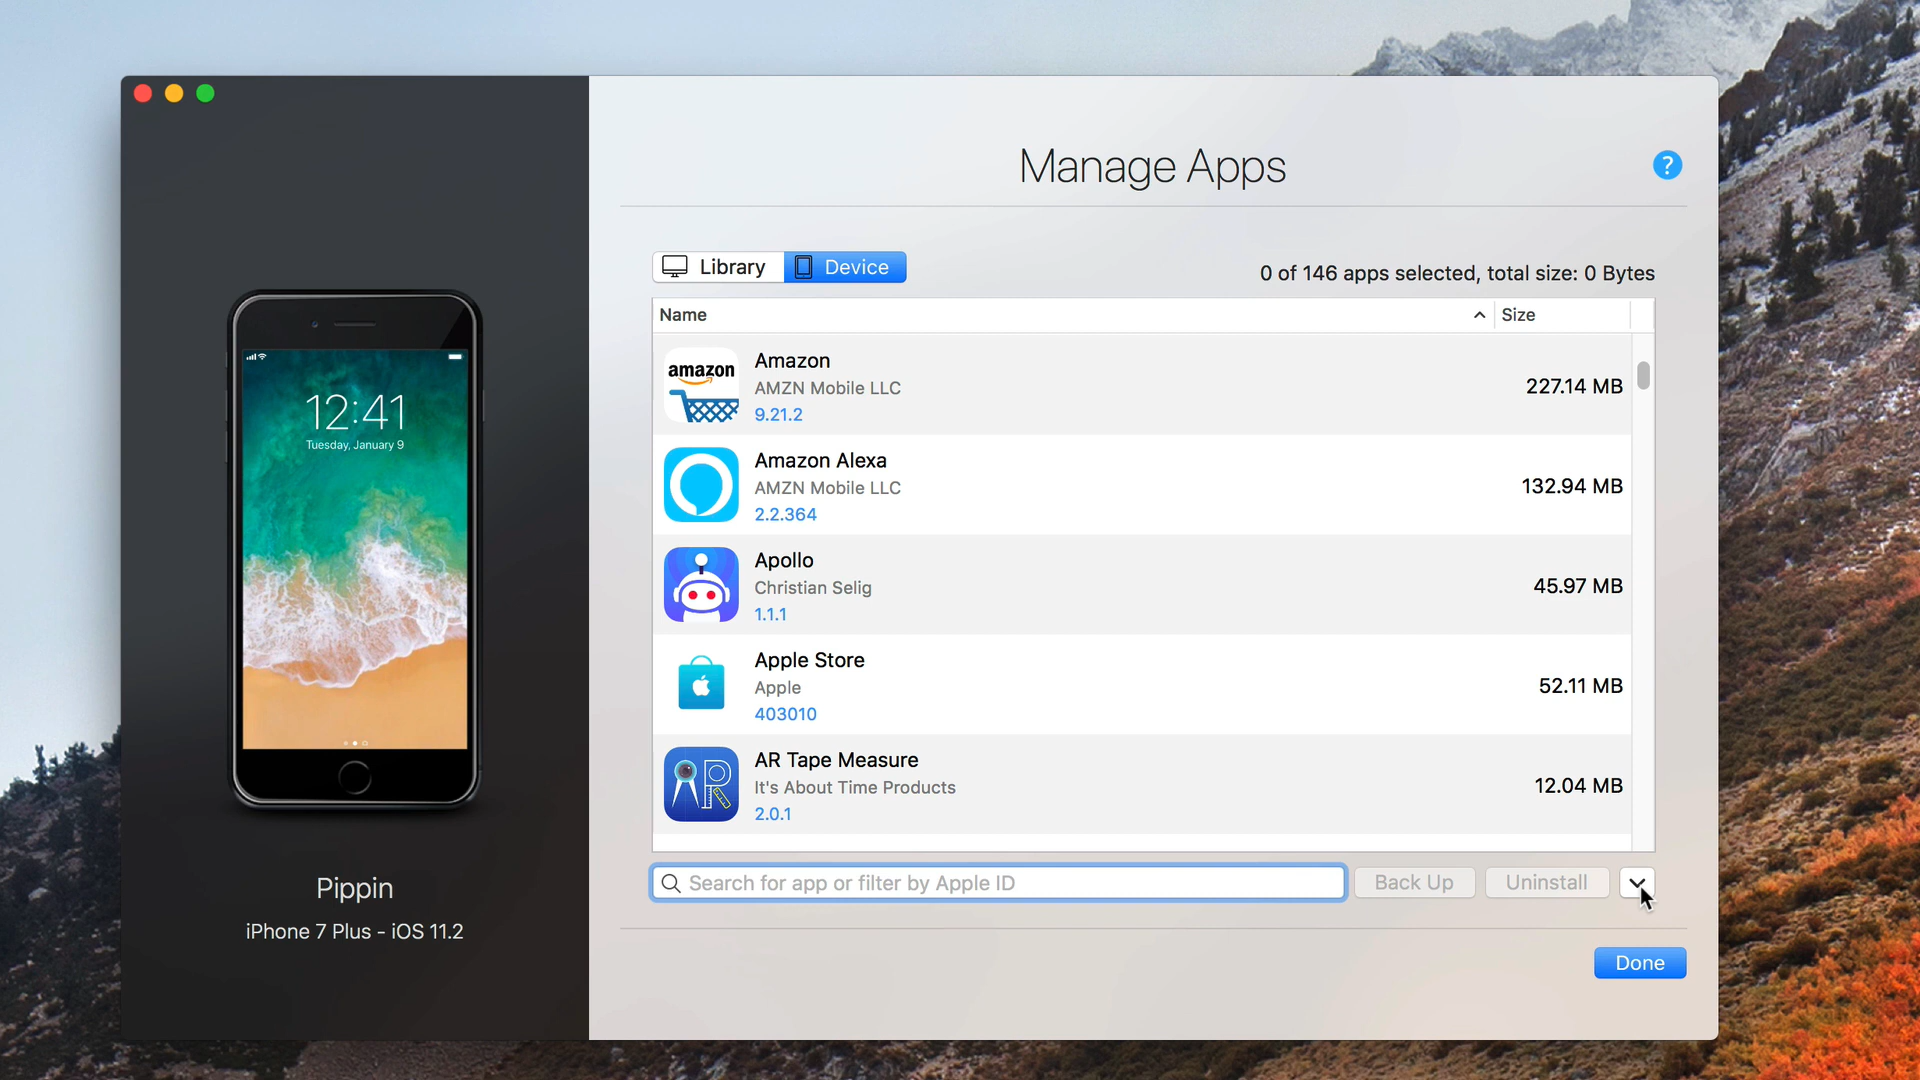 Manage Apps
?
Library
Device
0 of 146 apps selected, total size: 0 Bytes
Name
Size
amazon
Amazon
AMZN Mobile LLC
9.21.2
227.14 MB
Amazon Alexa
AMZN Mobile LLC
2.2.364
132.94 MB
Apollo
Christian Selig
1.1.1
45.97 MB
Apple Store
Apple
403010
52.11 MB
AR
AR Tape Measure
It's About Time Products
2.0.1
12.04 MB
Search for app or filter by Apple ID
Back Up
Uninstall
Done
12:41
Tuesday, January 9
Pippin
iPhone 7 Plus - iOS 11.2